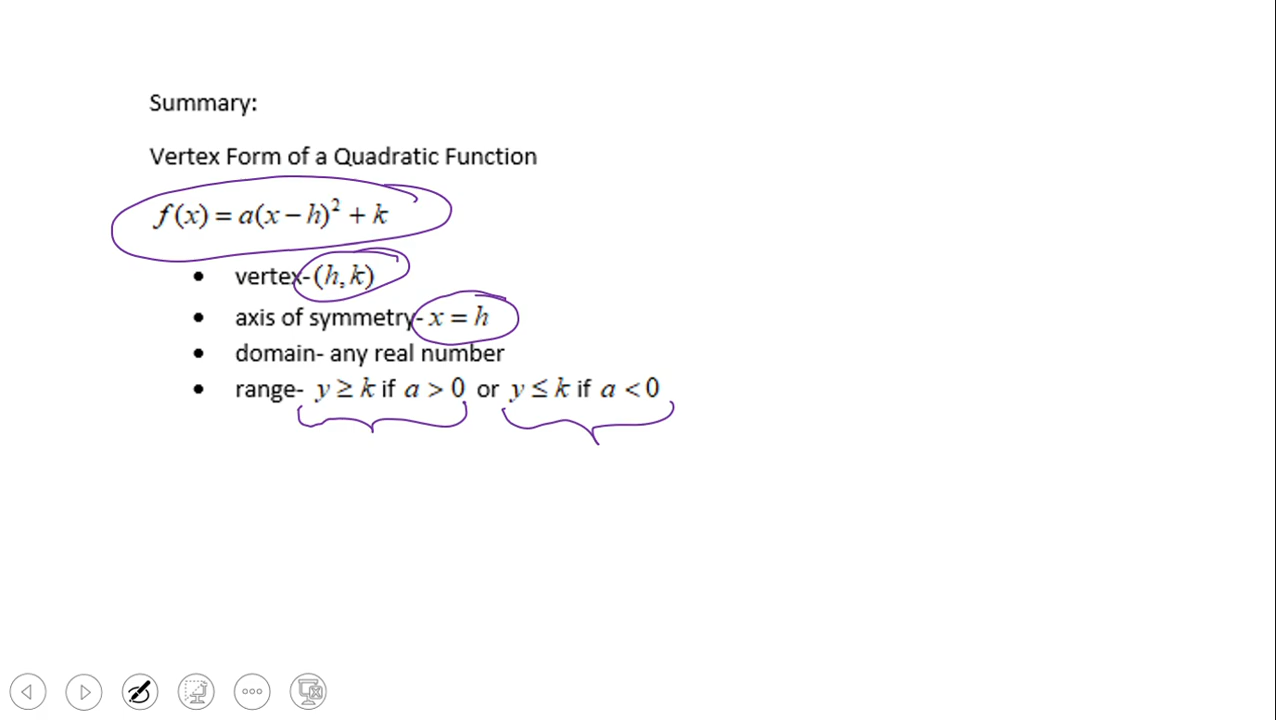 Summary:
Vertex Form of a Quadratic Function
f(x) = a(x − h)² + k
• vertex-(h, k)
• axis of symmetry- x = h
• domain- any real number
• range- y ≥ k if a > 0 or y ≤ k if a < 0